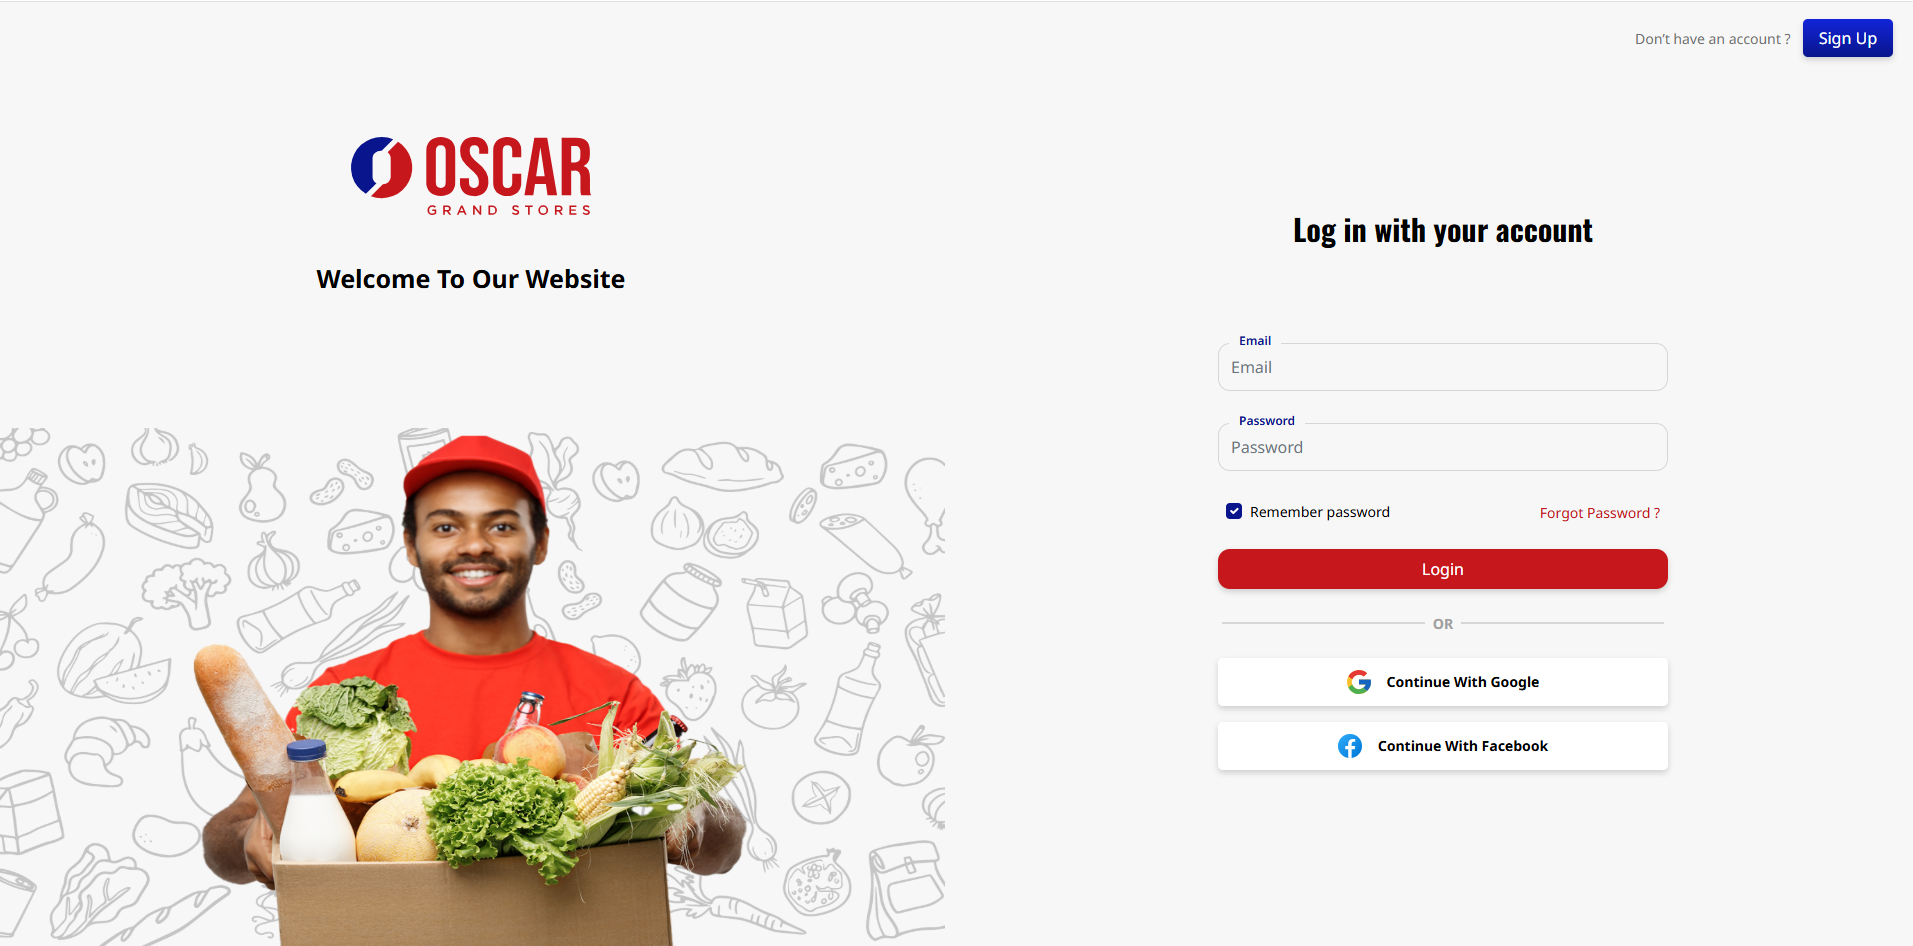 Don't have an account ?
Sign Up
OSCAR
GRAND STORES
Welcome To Our Website
Log in with your account
Email
Email
Password
Password
Remember password
Forgot Password ?
Login
OR
Continue With Google
Continue With Facebook